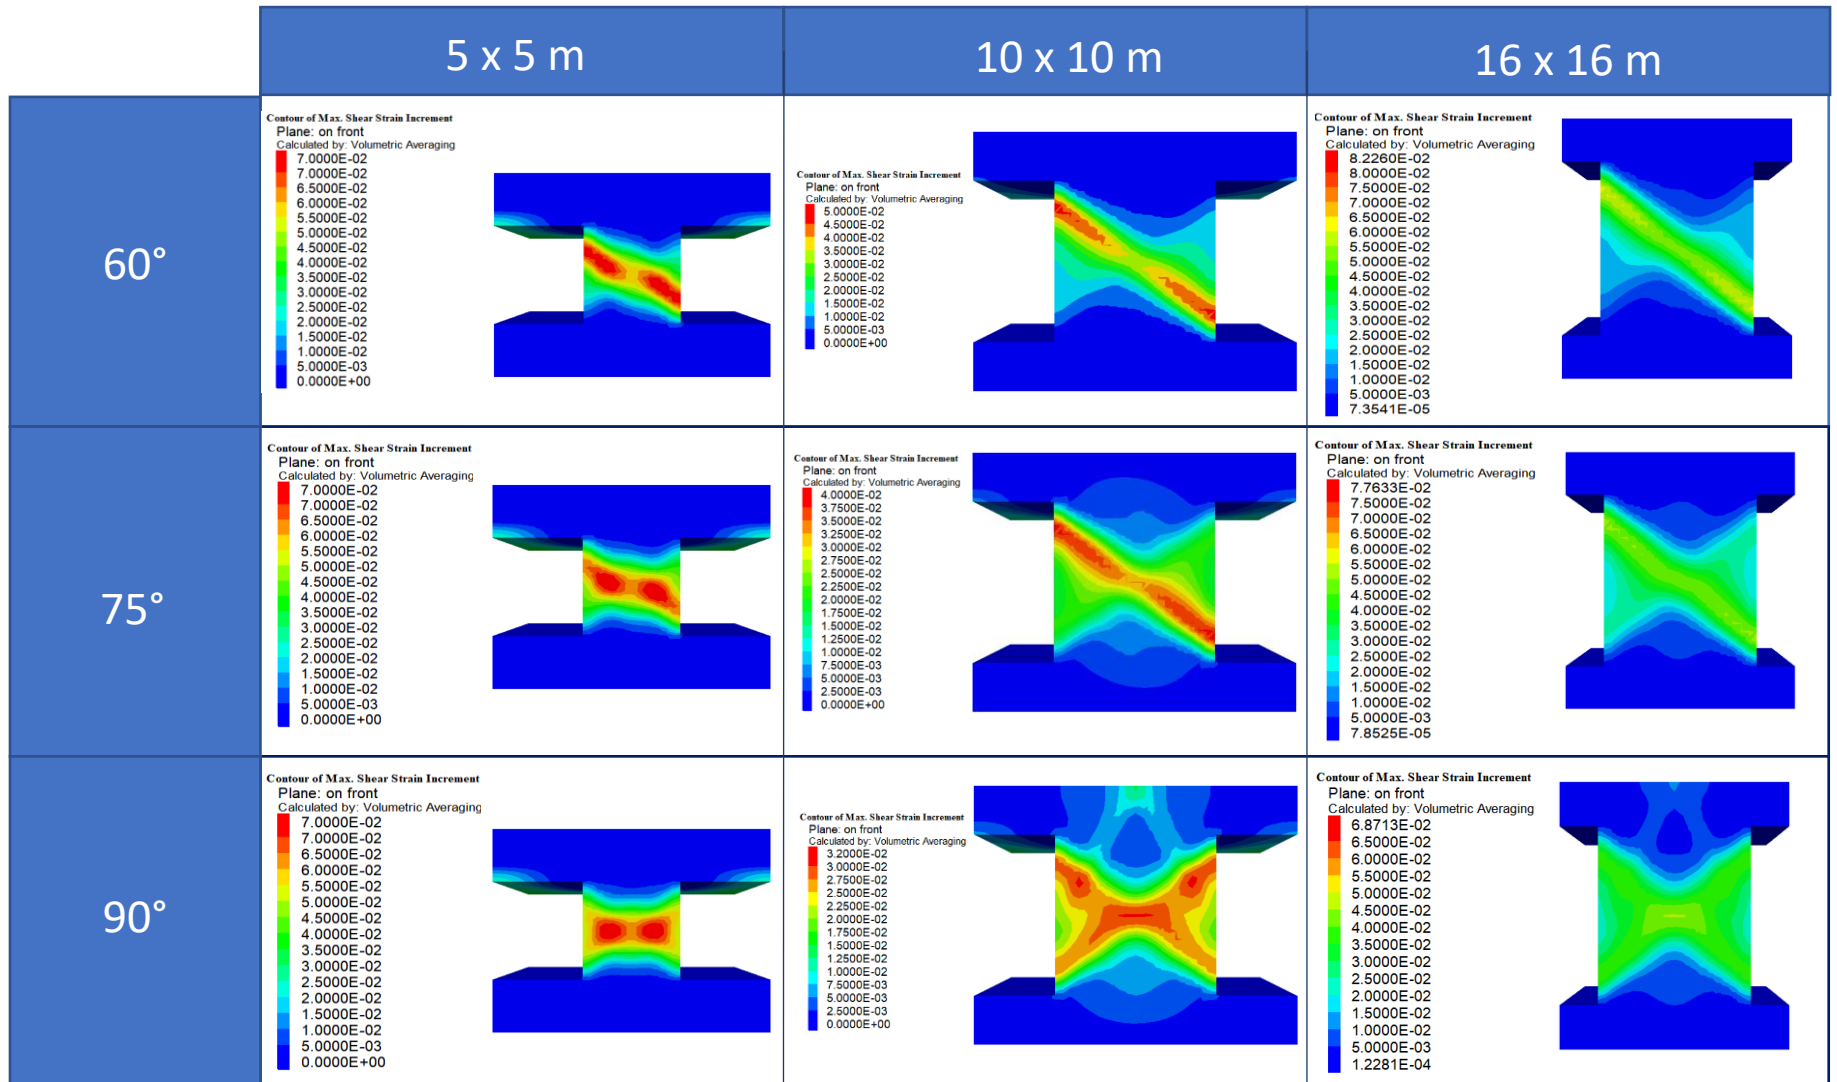 5 x 5 m
10 x 10 m
16 x 16 m
60°
Contour of Max. Shear Strain Increment
Plane: on front
Calculated by: Volumetric Averaging
7.0000E-02
7.0000E-02
6.5000E-02
6.0000E-02
5.5000E-02
5.0000E-02
4.5000E-02
4.0000E-02
3.5000E-02
3.0000E-02
2.5000E-02
2.0000E-02
1.5000E-02
1.0000E-02
5.0000E-03
0.0000E+00
Contour of Max. Shear Strain Increment
Plane: on front
Calculated by: Volumetric Averaging
5.0000E-02
4.5000E-02
4.0000E-02
3.5000E-02
3.0000E-02
2.5000E-02
2.0000E-02
1.5000E-02
1.0000E-02
5.0000E-03
0.0000E+00
Contour of Max. Shear Strain Increment
Plane: on front
Calculated by: Volumetric Averaging
8.2260E-02
8.0000E-02
7.5000E-02
7.0000E-02
6.5000E-02
6.0000E-02
5.5000E-02
5.0000E-02
4.5000E-02
4.0000E-02
3.5000E-02
3.0000E-02
2.5000E-02
2.0000E-02
1.5000E-02
1.0000E-02
5.0000E-03
7.3541E-05
75°
Contour of Max. Shear Strain Increment
Plane: on front
Calculated by: Volumetric Averaging
7.0000E-02
7.0000E-02
6.5000E-02
6.0000E-02
5.5000E-02
5.0000E-02
4.5000E-02
4.0000E-02
3.5000E-02
3.0000E-02
2.5000E-02
2.0000E-02
1.5000E-02
1.0000E-02
5.0000E-03
0.0000E+00
Contour of Max. Shear Strain Increment
Plane: on front
Calculated by: Volumetric Averaging
4.0000E-02
3.7500E-02
3.5000E-02
3.2500E-02
3.0000E-02
2.7500E-02
2.5000E-02
2.2500E-02
2.0000E-02
1.7500E-02
1.5000E-02
1.2500E-02
1.0000E-02
7.5000E-03
5.0000E-03
2.5000E-03
0.0000E+00
Contour of Max. Shear Strain Increment
Plane: on front
Calculated by: Volumetric Averaging
7.7633E-02
7.5000E-02
7.0000E-02
6.5000E-02
6.0000E-02
5.5000E-02
5.0000E-02
4.5000E-02
4.0000E-02
3.5000E-02
3.0000E-02
2.5000E-02
2.0000E-02
1.5000E-02
1.0000E-02
5.0000E-03
7.8525E-05
90°
Contour of Max. Shear Strain Increment
Plane: on front
Calculated by: Volumetric Averaging
7.0000E-02
7.0000E-02
6.5000E-02
6.0000E-02
5.5000E-02
5.0000E-02
4.5000E-02
4.0000E-02
3.5000E-02
3.0000E-02
2.5000E-02
2.0000E-02
1.5000E-02
1.0000E-02
5.0000E-03
0.0000E+00
Contour of Max. Shear Strain Increment
Plane: on front
Calculated by: Volumetric Averaging
3.2000E-02
3.0000E-02
2.7500E-02
2.5000E-02
2.2500E-02
2.0000E-02
1.7500E-02
1.5000E-02
1.2500E-02
1.0000E-02
7.5000E-03
5.0000E-03
2.5000E-03
0.0000E+00
Contour of Max. Shear Strain Increment
Plane: on front
Calculated by: Volumetric Averaging
6.8713E-02
6.5000E-02
6.0000E-02
5.5000E-02
5.0000E-02
4.5000E-02
4.0000E-02
3.5000E-02
3.0000E-02
2.5000E-02
2.0000E-02
1.5000E-02
1.0000E-02
5.0000E-03
1.2281E-04